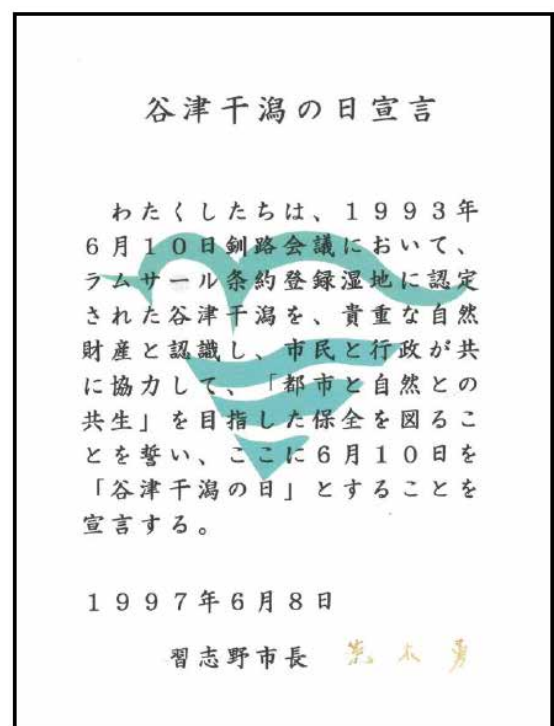 谷津干潟の日宣言
わたくしたちは、１９９３年
６月１０日釧路会議において、
ラムサール条約登録湿地に認定
された谷津干潟を、貴重な自然
財産と認識し、市民と行政が共
に協力して、「都市と自然との
共生」を目指した保全を図るこ
とを誓い、ここに６月１０日を
「谷津干潟の日」とすることを
宣言する。
１９９７年６月８日
習志野市長　荒木勇